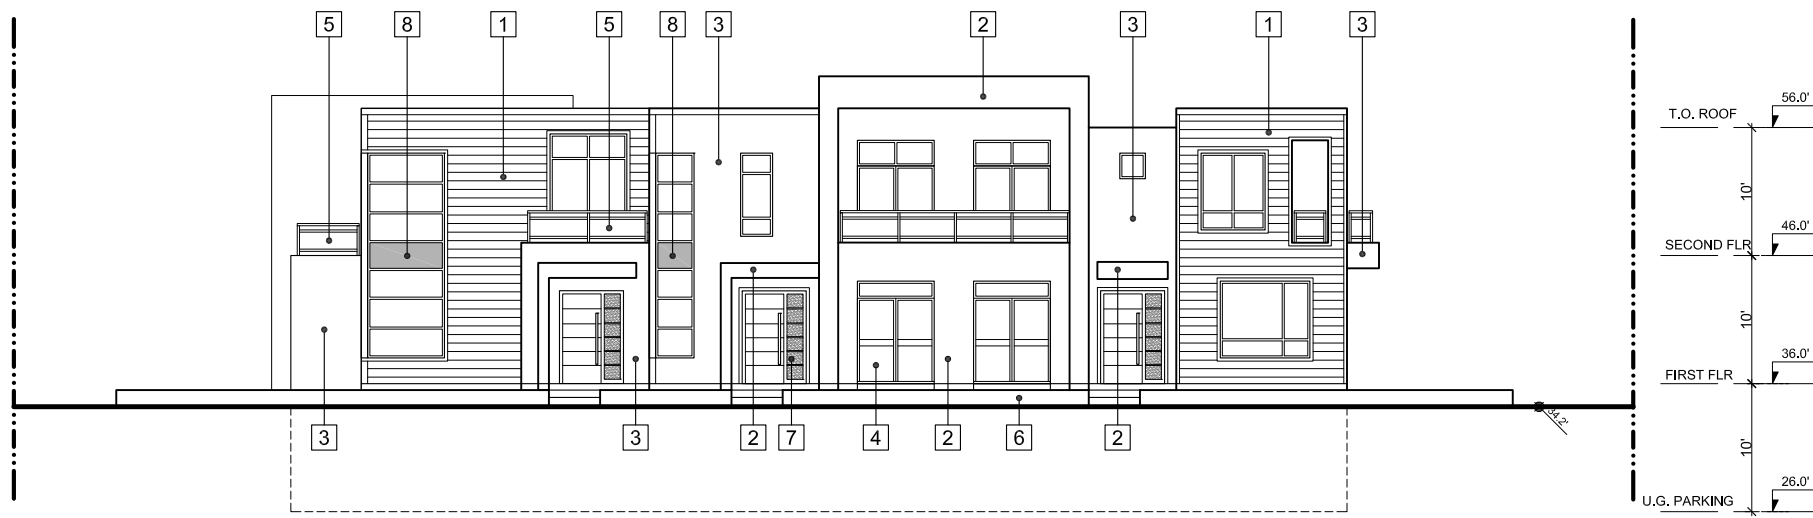 5 8 1 5 8 3 2 3 1 3
56.0'
T.O. ROOF
10'
46.0'
SECOND FLR
10'
36.0'
FIRST FLR
34.2'
3 3 2 7 4 2 6 2
10'
26.0'
U.G. PARKING